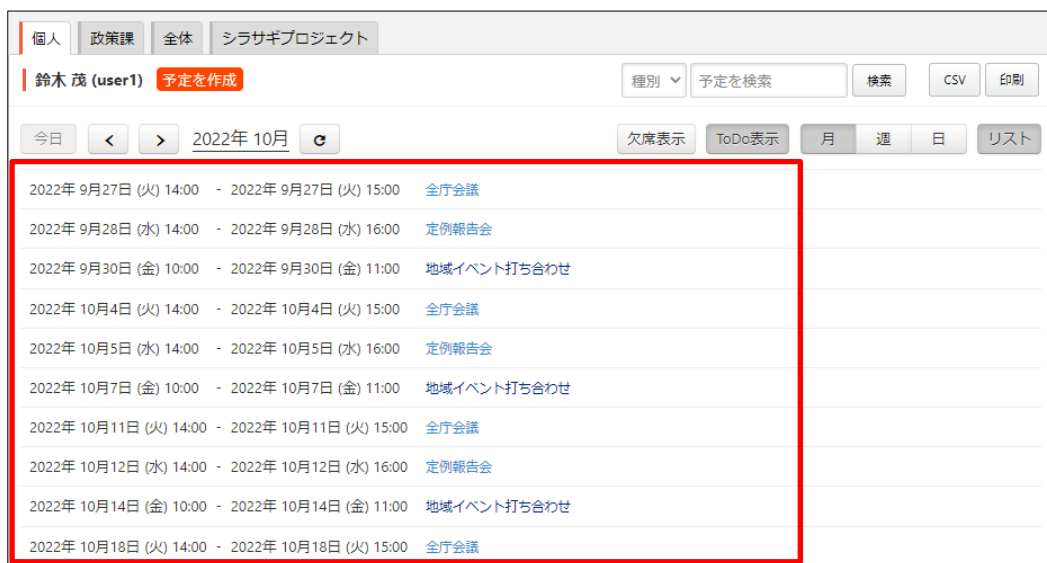 個人 政策課 全体 シラサギプロジェクト
鈴木 茂 (user1) 予定を作成 種別 予定を検索 検索 CSV 印刷
今日 < > 2022年 10月 欠席表示 ToDo表示 月 週 日 リスト
2022年 9月27日 (火) 14:00 - 2022年 9月27日 (火) 15:00 全庁会議
2022年 9月28日 (水) 14:00 - 2022年 9月28日 (水) 16:00 定例報告会
2022年 9月30日 (金) 10:00 - 2022年 9月30日 (金) 11:00 地域イベント打ち合わせ
2022年 10月4日 (火) 14:00 - 2022年 10月4日 (火) 15:00 全庁会議
2022年 10月5日 (水) 14:00 - 2022年 10月5日 (水) 16:00 定例報告会
2022年 10月7日 (金) 10:00 - 2022年 10月7日 (金) 11:00 地域イベント打ち合わせ
2022年 10月11日 (火) 14:00 - 2022年 10月11日 (火) 15:00 全庁会議
2022年 10月12日 (水) 14:00 - 2022年 10月12日 (水) 16:00 定例報告会
2022年 10月14日 (金) 10:00 - 2022年 10月14日 (金) 11:00 地域イベント打ち合わせ
2022年 10月18日 (火) 14:00 - 2022年 10月18日 (火) 15:00 全庁会議